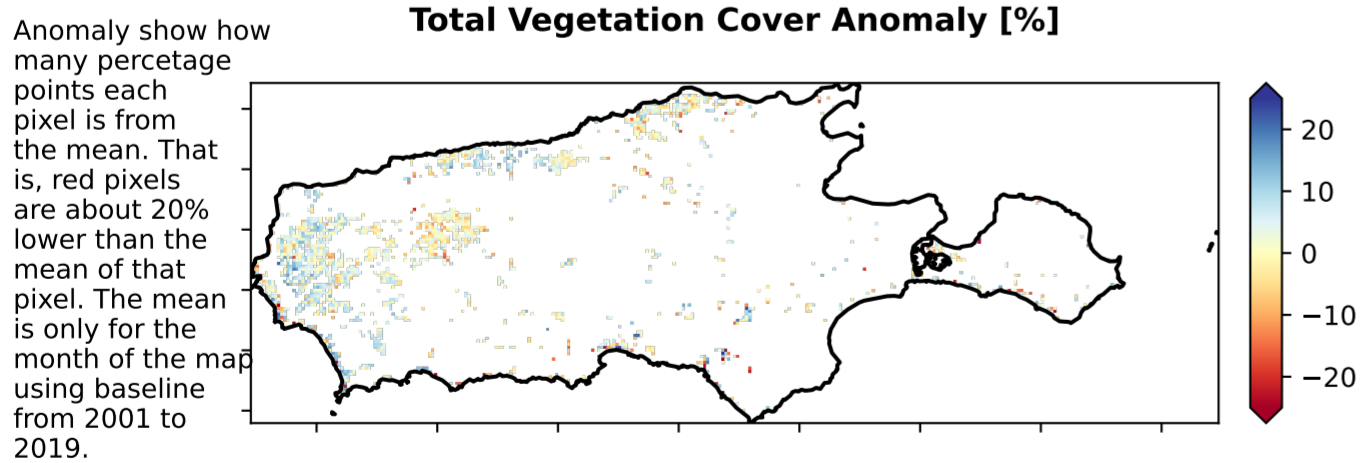 Total Vegetation Cover Anomaly [%]
Anomaly show how
many percetage
points each
pixel is from
the mean. That
is, red pixels
are about 20%
lower than the
mean of that
pixel. The mean
is only for the
month of the map
using baseline
from 2001 to
2019.
20
10
0
−10
−20